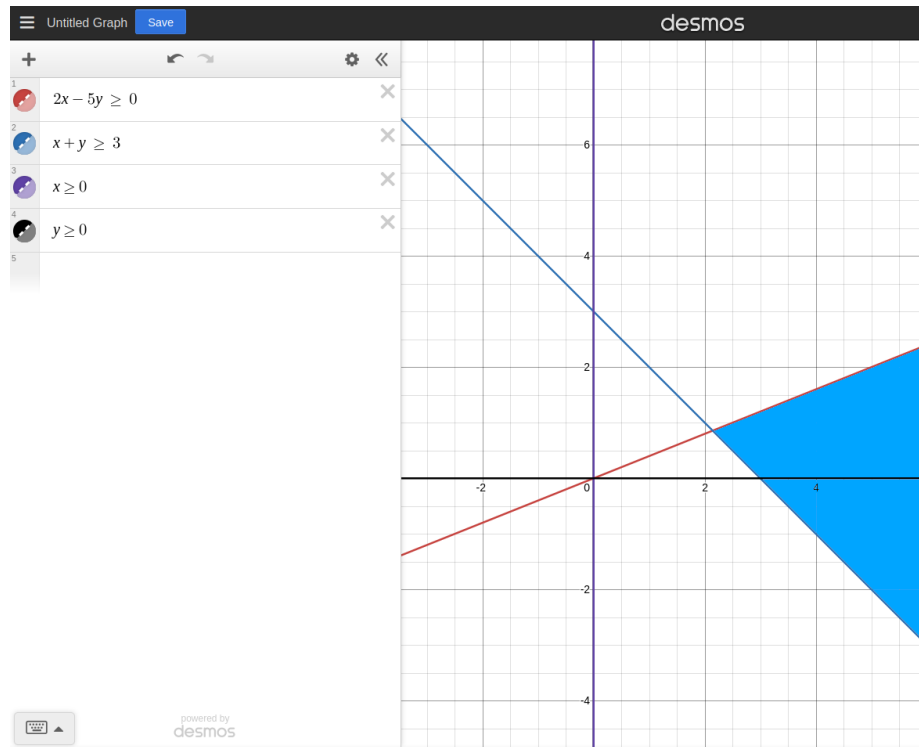 Untitled Graph Save desmos
1 2x − 5y ≥ 0
2 x + y ≥ 3
3 x ≥ 0
4 y ≥ 0
5
6
4
2
-2 0 2 4
-2
-4
powered by
desmos